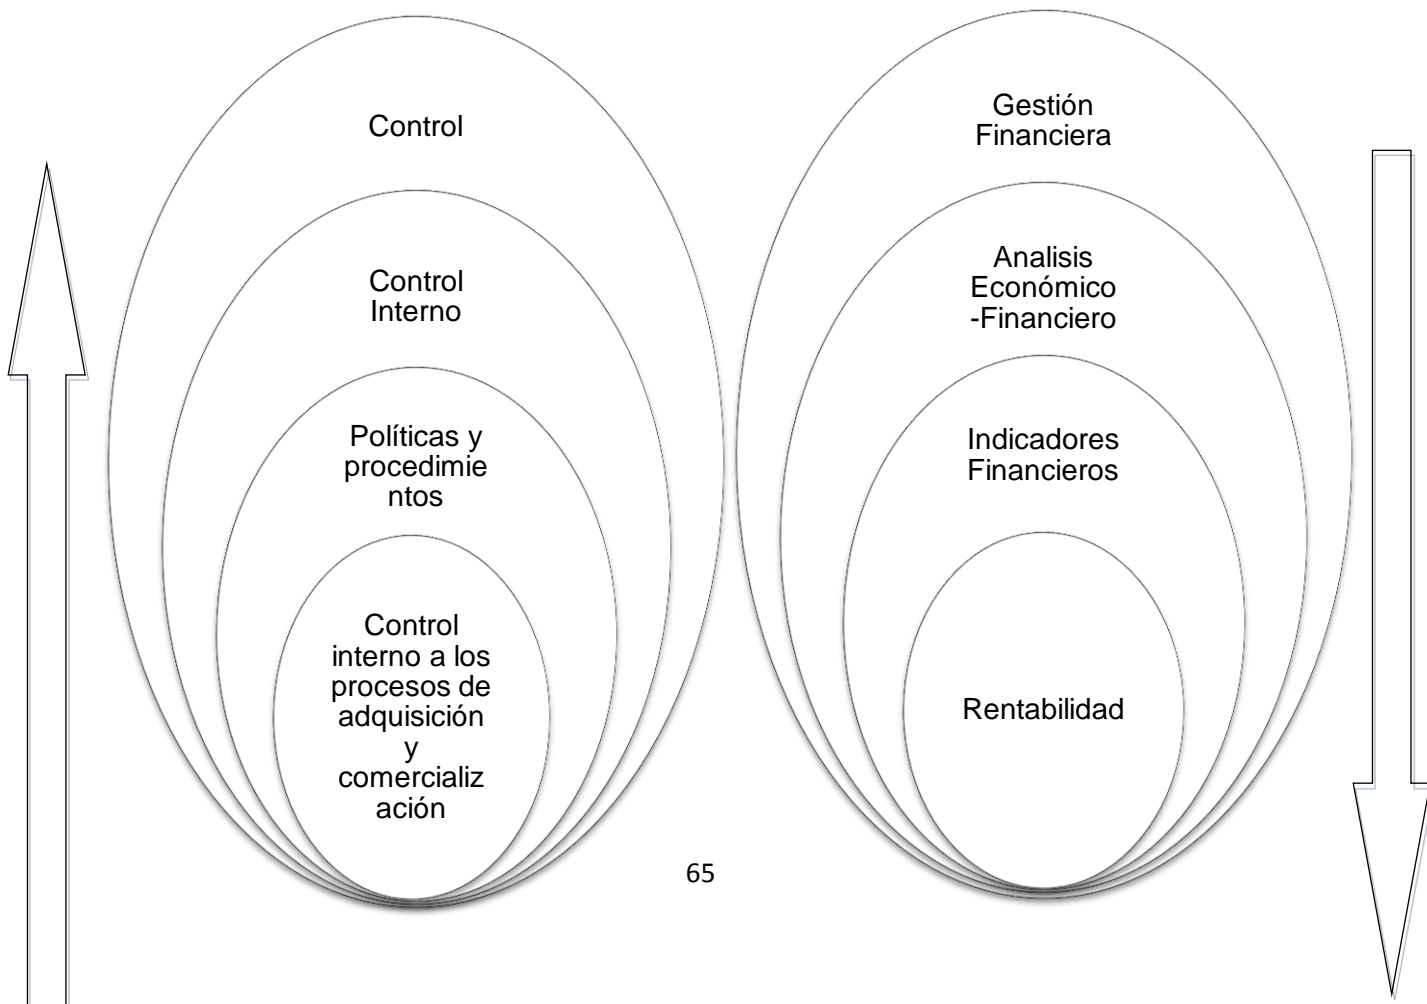 Control
Control
Interno
Políticas y
procedimie
ntos
Control
interno a los
procesos de
adquisición
y
comercializ
ación
Gestión
Financiera
Analisis
Económico
-Financiero
Indicadores
Financieros
Rentabilidad
65